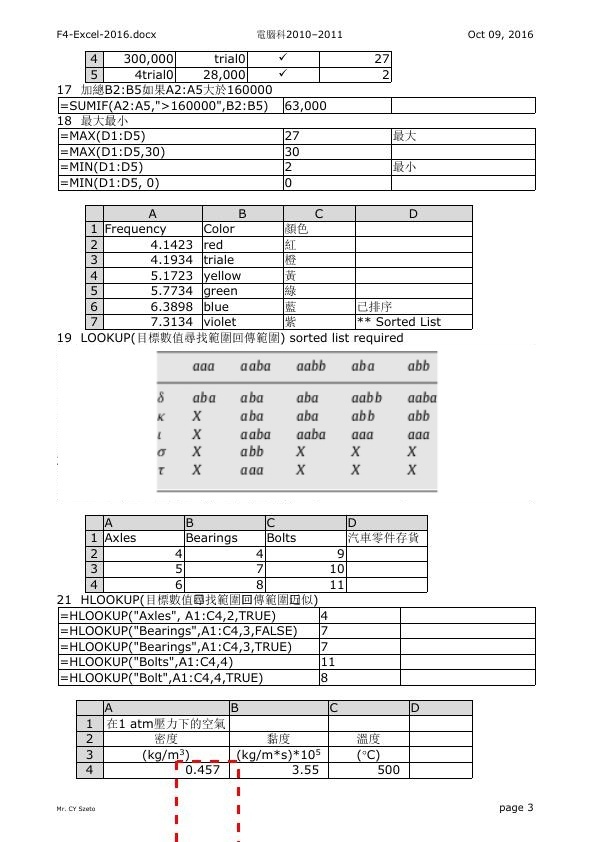 F4-Excel-2016.docx 電腦科2010–2011 Oct 09, 2016
4 300,000 trial0 ✓ 27
5 4trial0 28,000 ✓ 2
17 加總B2:B5如果A2:A5大於160000
=SUMIF(A2:A5,">160000",B2:B5) 63,000
18 最大最小
=MAX(D1:D5) 27 最大
=MAX(D1:D5,30) 30
=MIN(D1:D5) 2 最小
=MIN(D1:D5, 0) 0
A B C D
1 Frequency Color 顏色
2 4.1423 red 紅
3 4.1934 triale 橙
4 5.1723 yellow 黃
5 5.7734 green 綠
6 6.3898 blue 藍 已排序
7 7.3134 violet 紫 ** Sorted List
19 LOOKUP(目標數值尋找範圍回傳範圍) sorted list required
aaa aaba aabb aba abb
δ aba aba aba aabb aaba
κ X aba aba abb abb
ι X aaba aaba aaa aaa
σ X abb X X X
τ X aaa X X X
A B C D
1 Axles Bearings Bolts 汽車零件存貨
2 4 4 9
3 5 7 10
4 6 8 11
21 HLOOKUP(目標數值尋找範圍回傳範圍近似)
=HLOOKUP("Axles", A1:C4,2,TRUE) 4
=HLOOKUP("Bearings",A1:C4,3,FALSE) 7
=HLOOKUP("Bearings",A1:C4,3,TRUE) 7
=HLOOKUP("Bolts",A1:C4,4) 11
=HLOOKUP("Bolt",A1:C4,4,TRUE) 8
A B C D
1 在1 atm壓力下的空氣
2 密度 黏度 溫度
3 (kg/m³) (kg/m*s)*10⁵ (°C)
4 0.457 3.55 500
Mr. CY Szeto page 3